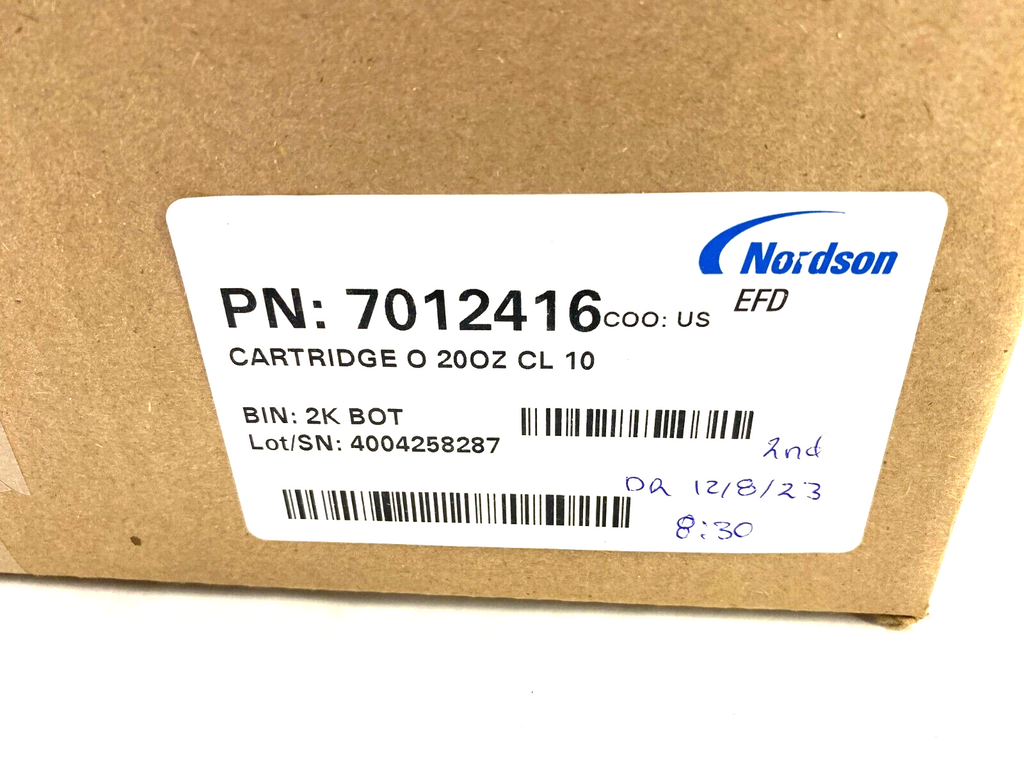 Nordson
EFD
PN: 7012416 COO: US
CARTRIDGE O 20OZ CL 10
BIN: 2K BOT
Lot/SN: 4004258287
2nd
DR 12/8/23
8:30